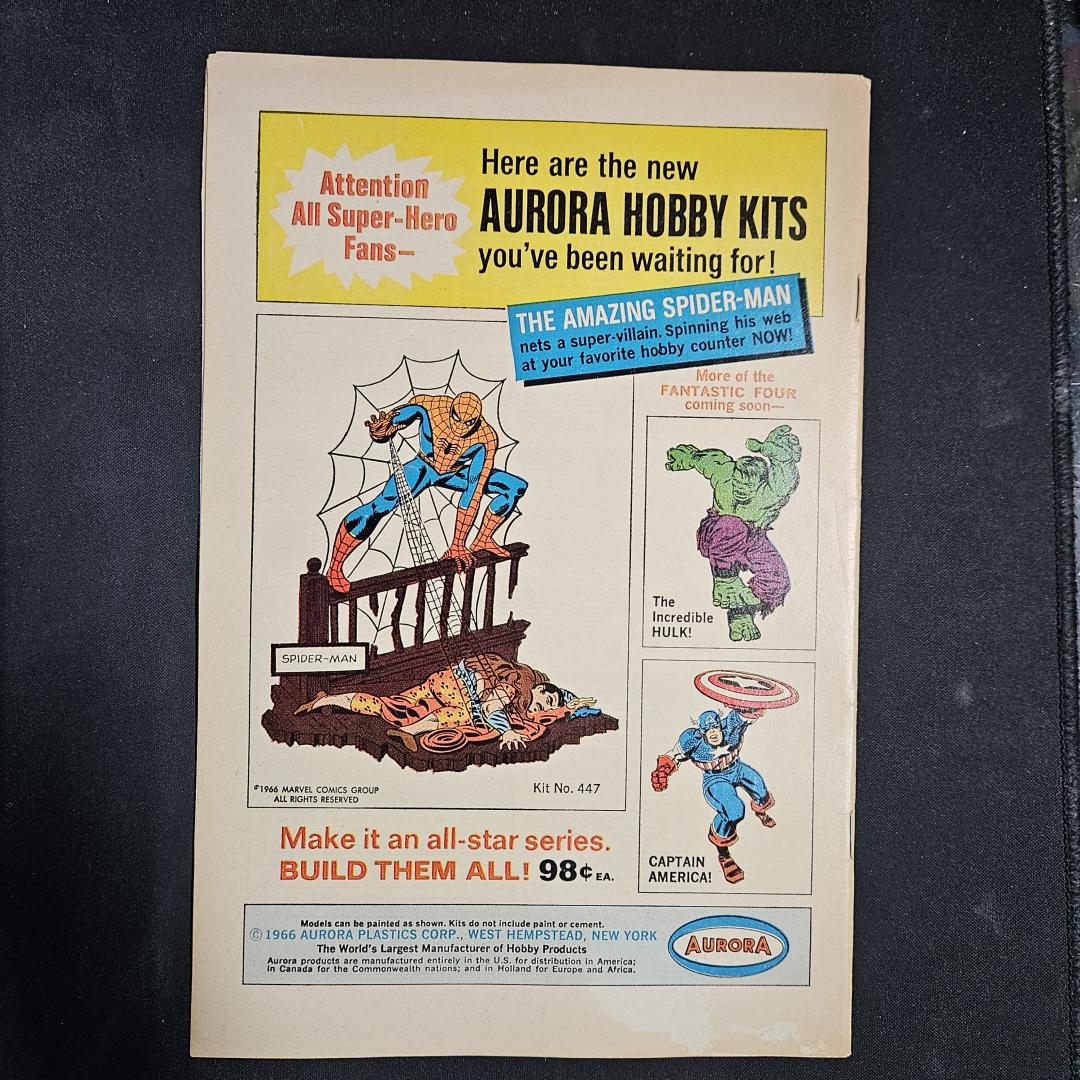 Attention
All Super-Hero
Fans—
Here are the new
AURORA HOBBY KITS
you've been waiting for!
THE AMAZING SPIDER-MAN
nets a super-villain. Spinning his web
at your favorite hobby counter NOW!
More of the
FANTASTIC FOUR
coming soon—
SPIDER-MAN
The
Incredible
HULK!
©1966 MARVEL COMICS GROUP
ALL RIGHTS RESERVED
Kit No. 447
CAPTAIN
AMERICA!
Make it an all-star series.
BUILD THEM ALL! 98¢ EA.
Models can be painted as shown. Kits do not include paint or cement.
© 1966 AURORA PLASTICS CORP., WEST HEMPSTEAD, NEW YORK
The World's Largest Manufacturer of Hobby Products
Aurora products are manufactured entirely in the U.S. for distribution in America;
in Canada for the Commonwealth nations; and in Holland for Europe and Africa.
AURORA